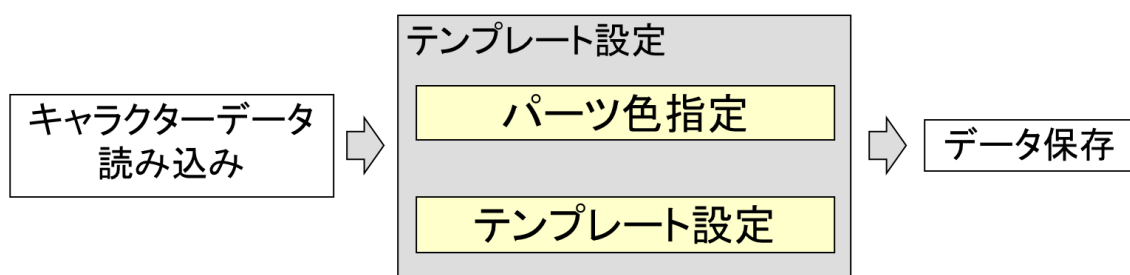 キャラクターデータ
読み込み
テンプレート設定
パーツ色指定
テンプレート設定
データ保存